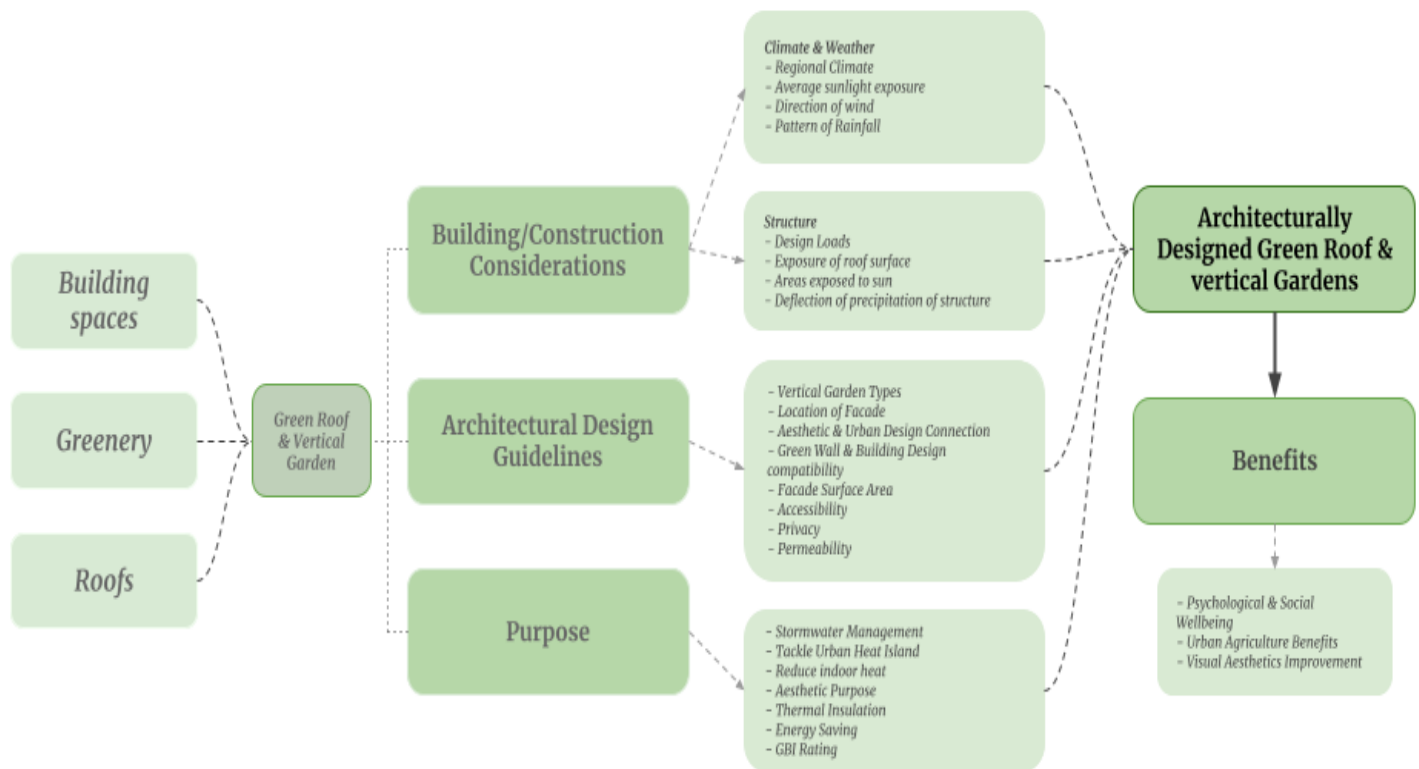 Building
spaces
Greenery
Roofs
Green Roof
& Vertical
Garden
Building/Construction
Considerations
Architectural Design
Guidelines
Purpose
Climate & Weather
- Regional Climate
- Average sunlight exposure
- Direction of wind
- Pattern of Rainfall
Structure
- Design Loads
- Exposure of roof surface
- Areas exposed to sun
- Deflection of precipitation of structure
- Vertical Garden Types
- Location of Facade
- Aesthetic & Urban Design Connection
- Green Wall & Building Design
compatibility
- Facade Surface Area
- Accessibility
- Privacy
- Permeability
- Stormwater Management
- Tackle Urban Heat Island
- Reduce indoor heat
- Aesthetic Purpose
- Thermal Insulation
- Energy Saving
- GBI Rating
Architecturally
Designed Green Roof &
vertical Gardens
Benefits
- Psychological & Social
Wellbeing
- Urban Agriculture Benefits
- Visual Aesthetics Improvement